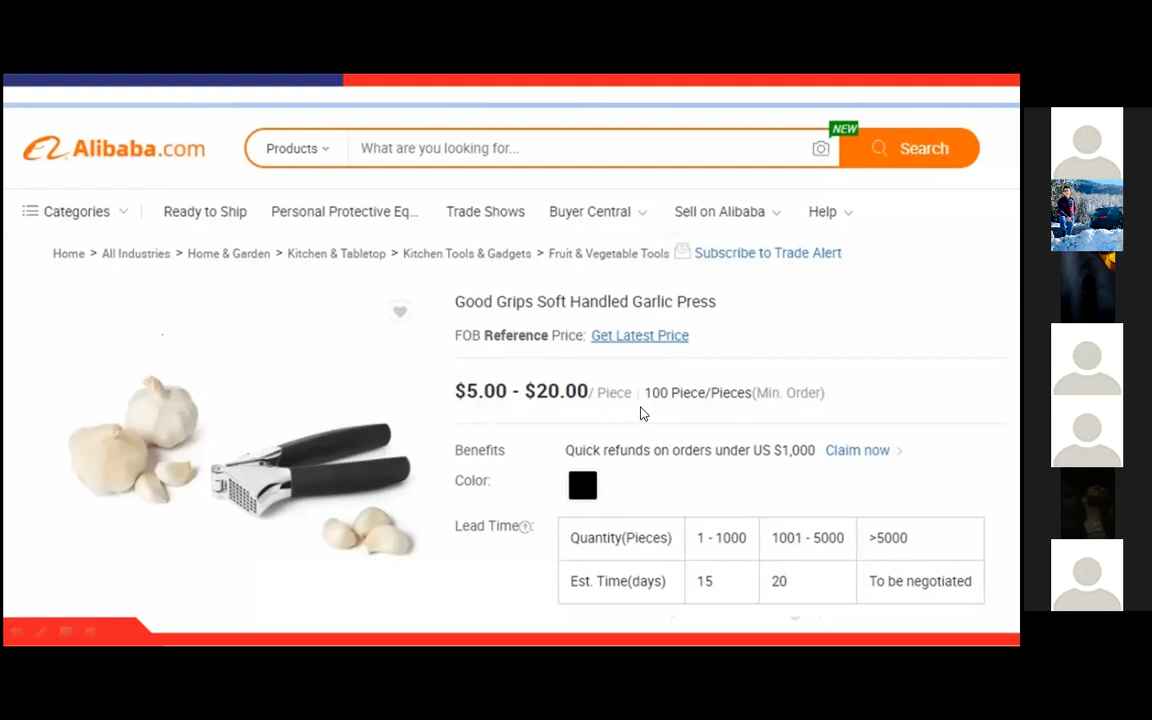 Alibaba.com
Products
What are you looking for...
NEW
Search
Categories
Ready to Ship
Personal Protective Eq...
Trade Shows
Buyer Central
Sell on Alibaba
Help
Home > All Industries > Home & Garden > Kitchen & Tabletop > Kitchen Tools & Gadgets > Fruit & Vegetable Tools
Subscribe to Trade Alert
Good Grips Soft Handled Garlic Press
FOB Reference Price: Get Latest Price
$5.00 - $20.00/ Piece | 100 Piece/Pieces(Min. Order)
Benefits
Quick refunds on orders under US $1,000 Claim now >
Color:
Lead Time?:
Quantity(Pieces) 1 - 1000 1001 - 5000 >5000
Est. Time(days) 15 20 To be negotiated